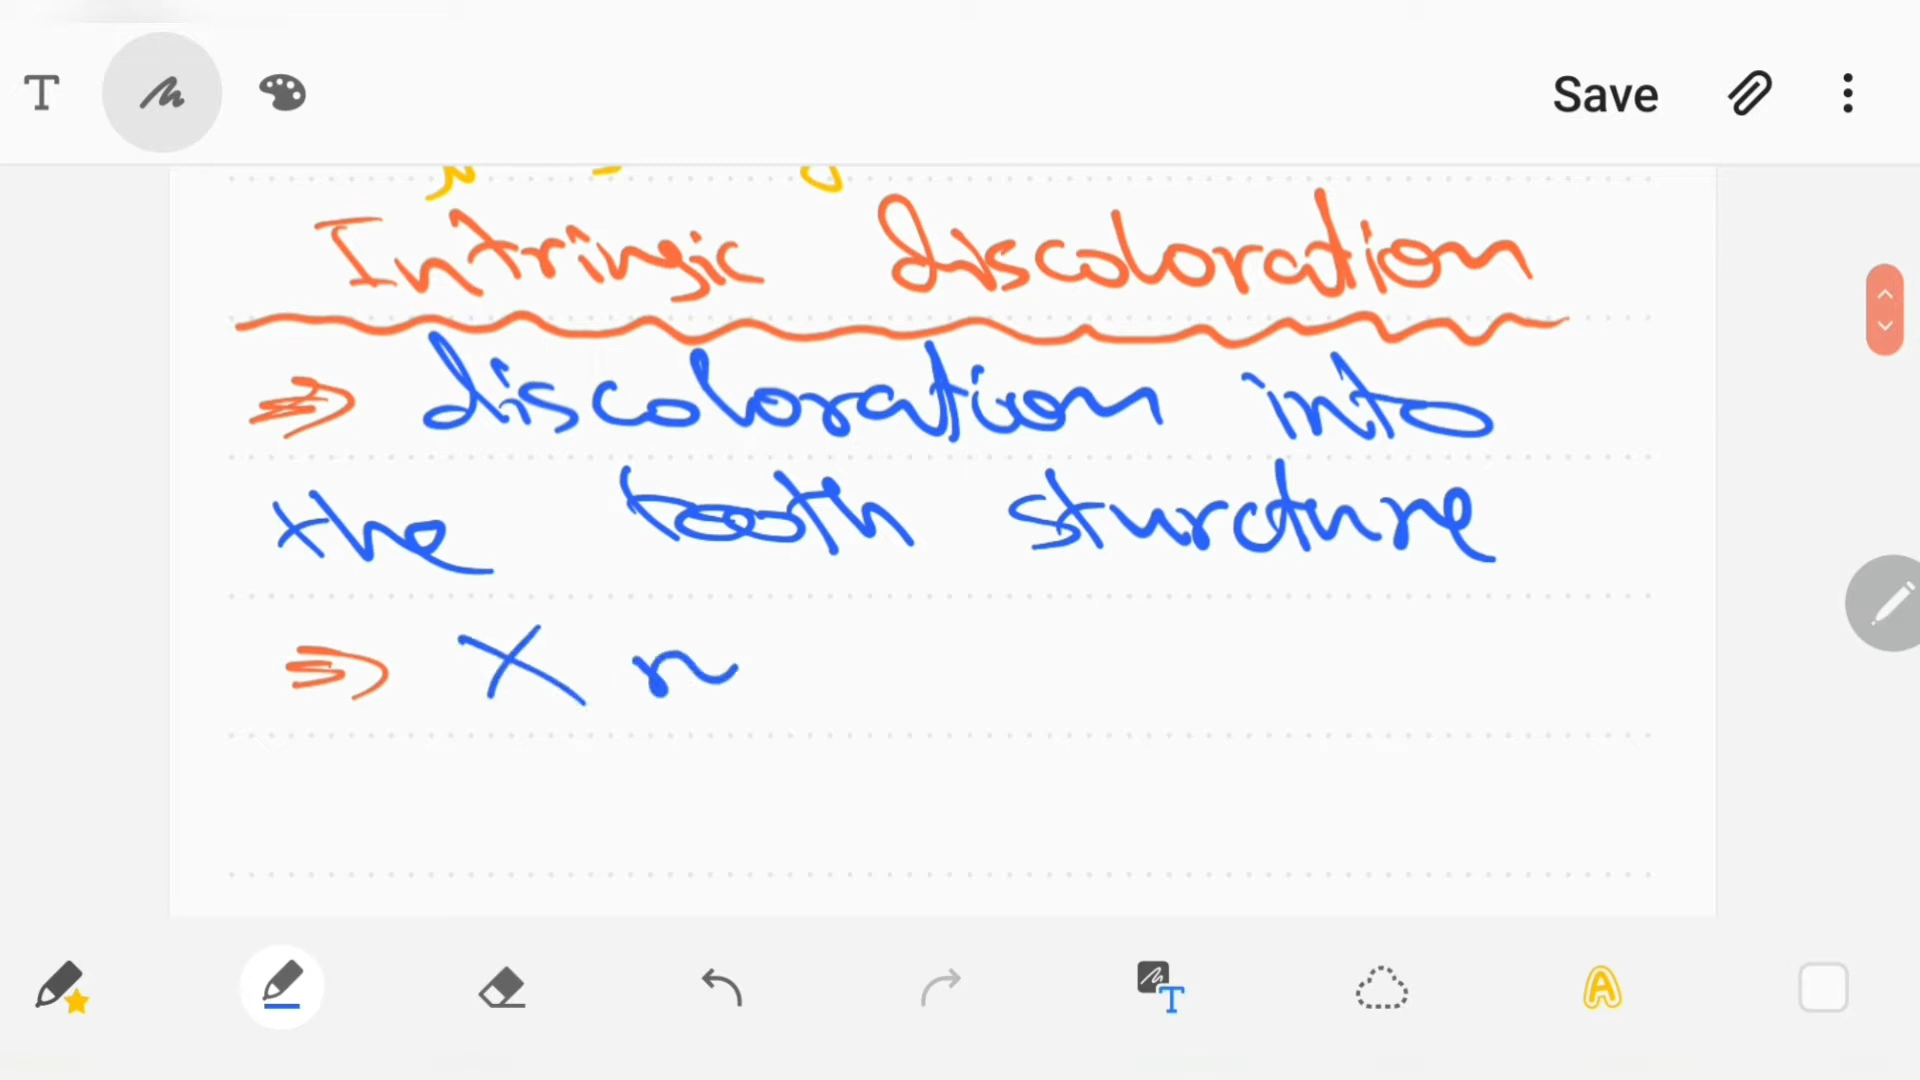 T Save
Intrinsic discoloration
⇒ discoloration into
the tooth sturcture
⇒ X